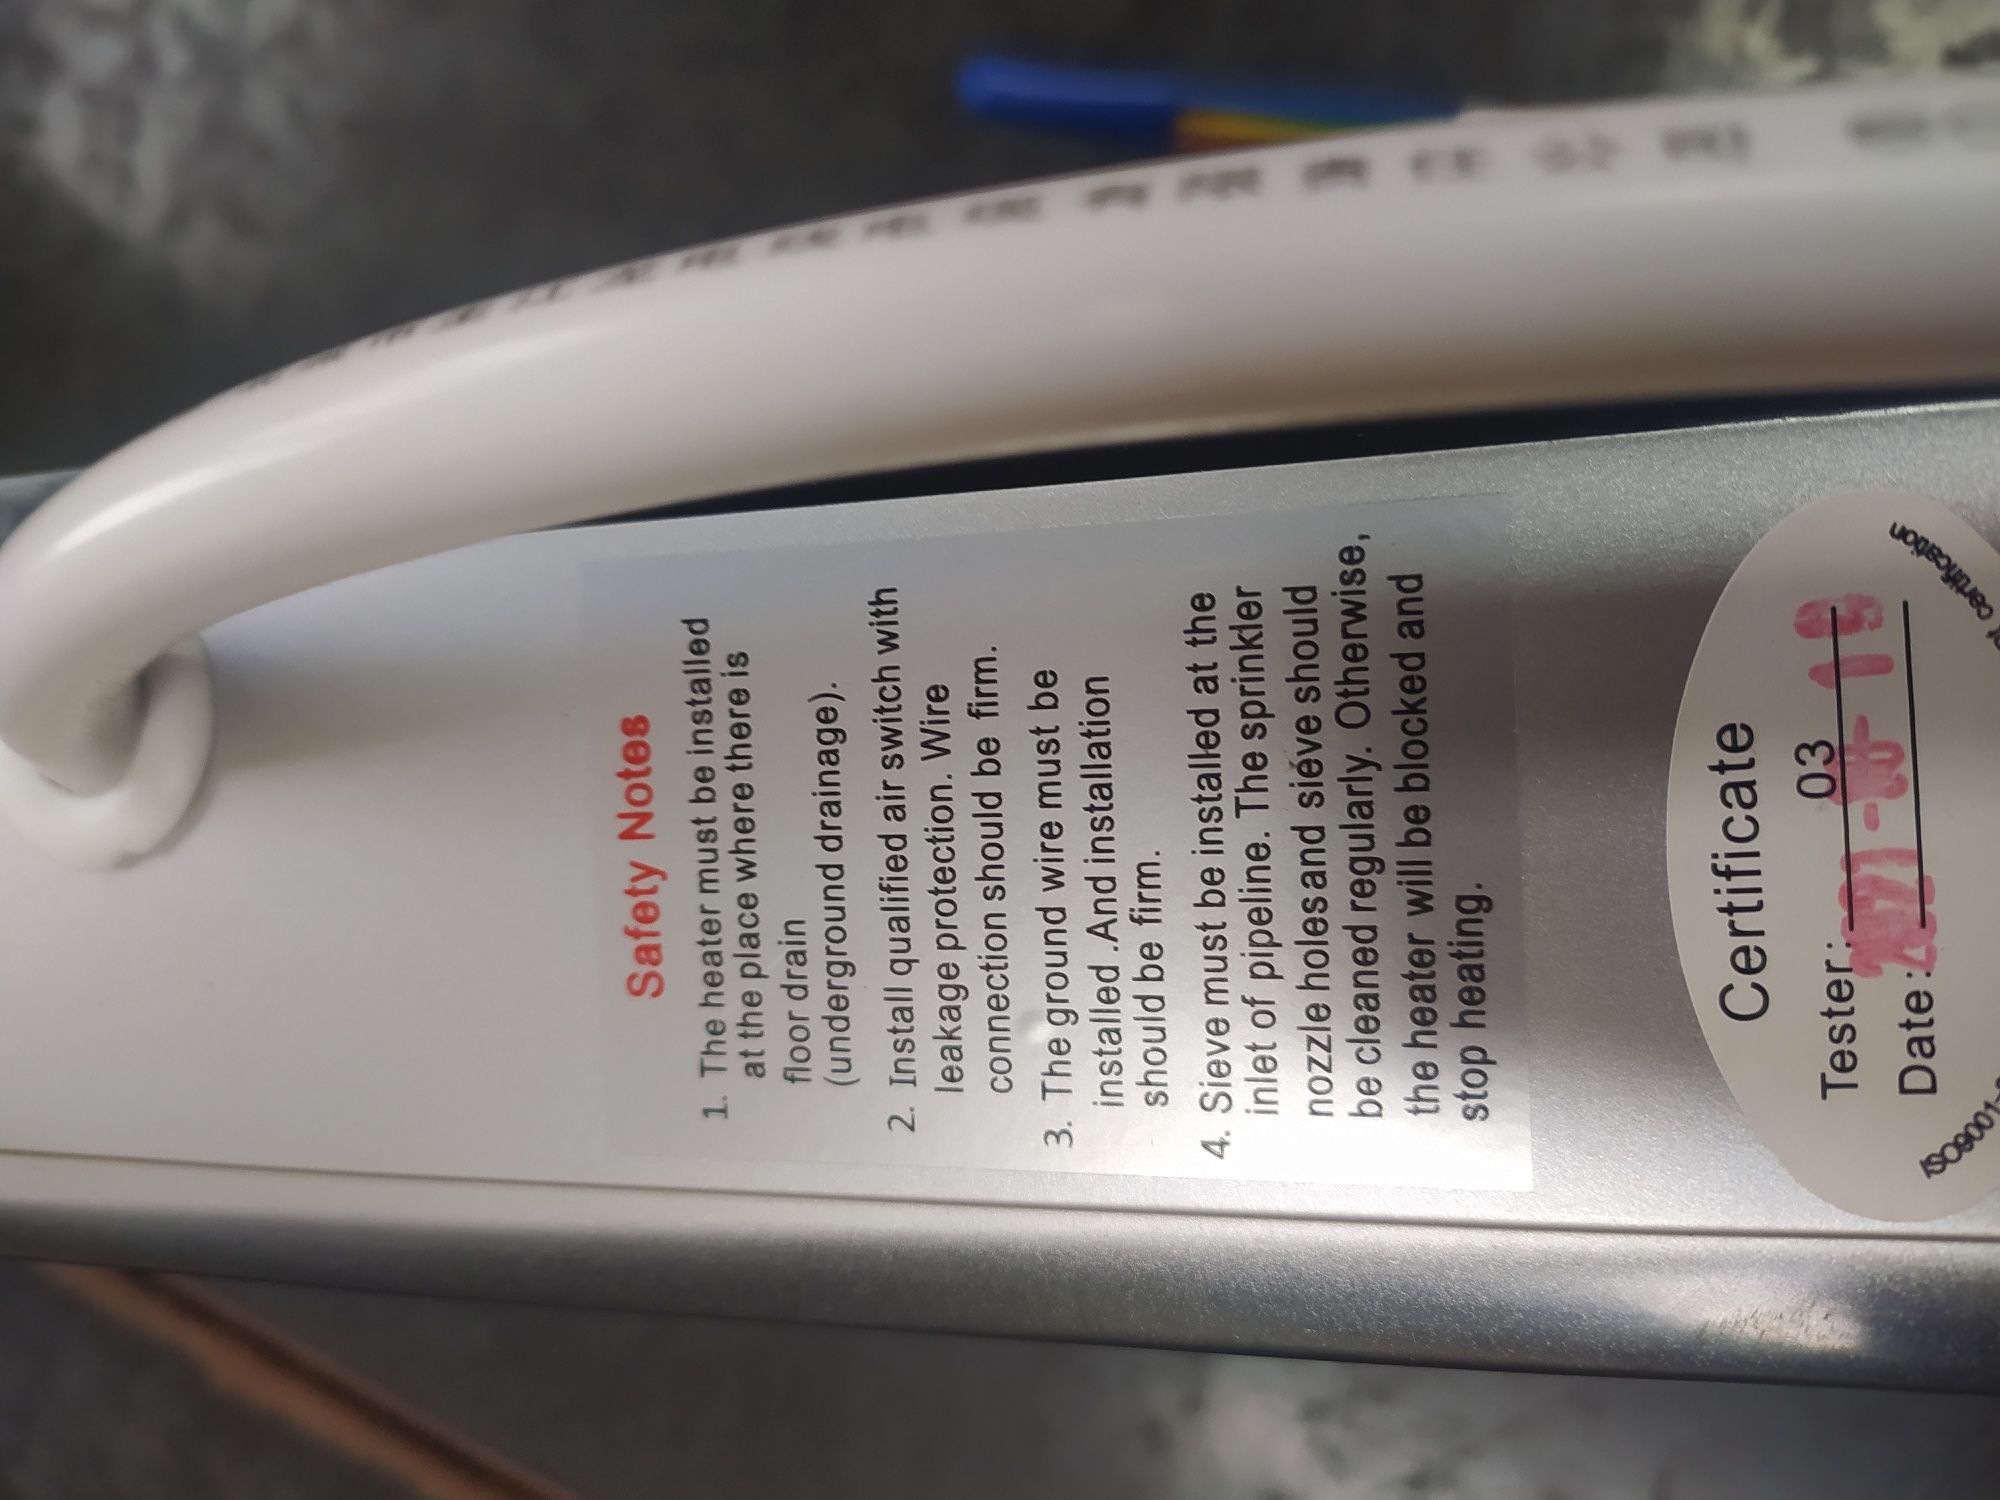 Safety Notes
1. The heater must be installed
at the place where there is
floor drain
(underground drainage).
2. Install qualified air switch with
leakage protection. Wire
connection should be firm.
3. The ground wire must be
installed .And installation
should be firm.
4. Sieve must be installed at the
inlet of pipeline. The sprinkler
nozzle holesand sieve should
be cleaned regularly. Otherwise,
the heater will be blocked and
stop heating.
Certificate
Tester: 03
Date:
certification